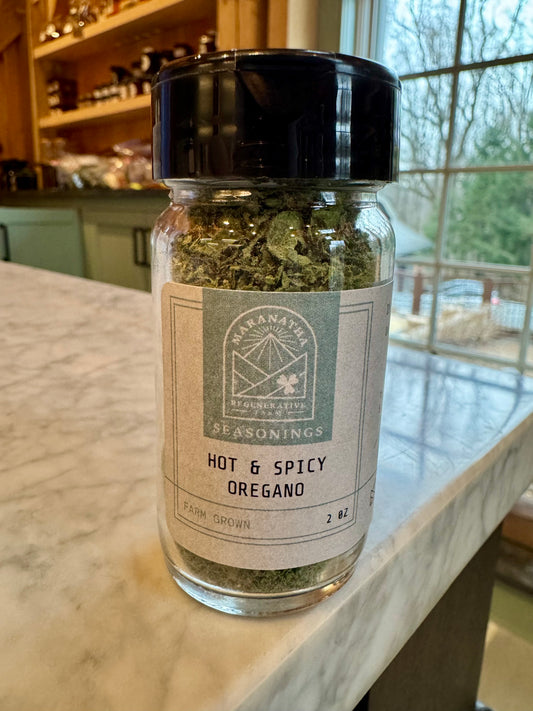 MARANATHA
REGENERATIVE
FARM
SEASONINGS
HOT & SPICY
OREGANO
FARM GROWN
2 OZ